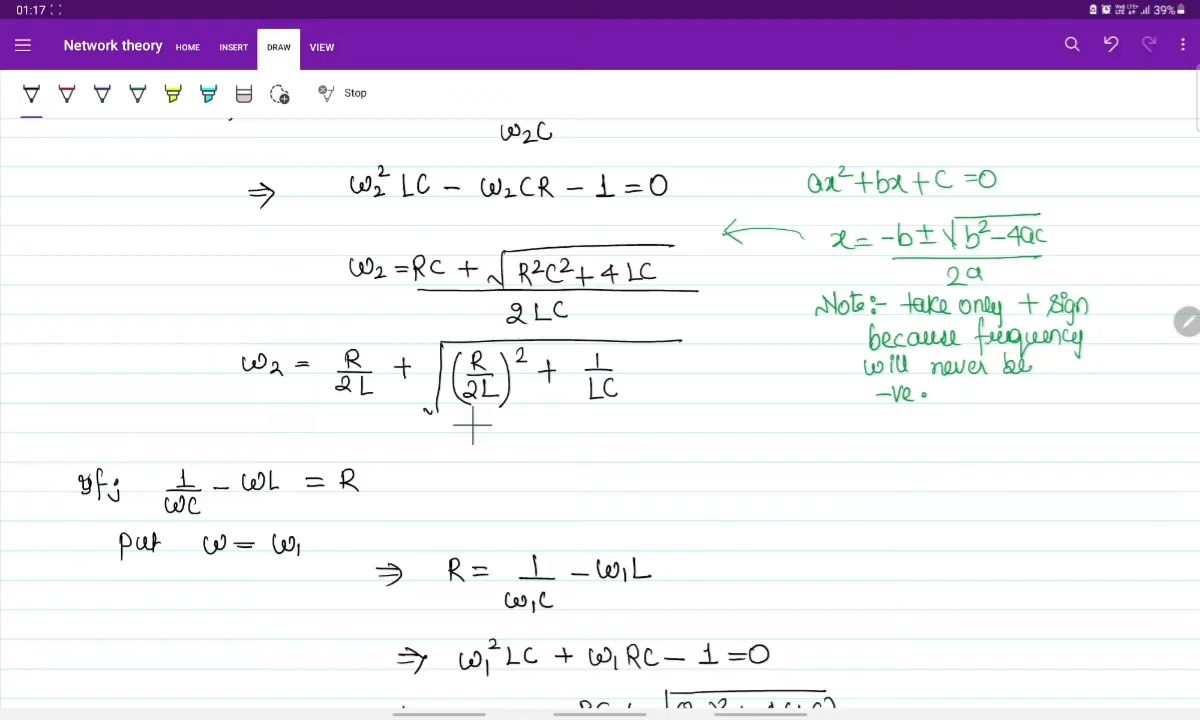 01:17 39%
Network theory HOME INSERT DRAW VIEW
Stop
ω₂C
⇒ ω₂² LC - ω₂CR - 1 = 0
ax² + bx + C = 0
x = -b ± √(b² - 4ac) / 2a
ω₂ = RC + √(R²C² + 4LC) / 2LC
Note:- take only + sign
because frequency
will never be
-ve.
ω₂ = R/2L + √((R/2L)² + 1/LC)
If; 1/ωC - ωL = R
put ω = ω₁
⇒ R = 1/ω₁C - ω₁L
⇒ ω₁² LC + ω₁RC - 1 = 0